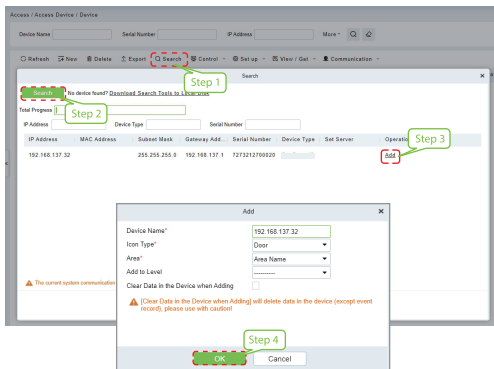 Access / Access Device / Device
Device Name Serial Number IP Address More
Refresh New Delete Export Search Control Set up View / Get Communication
Step 1
Search
Search No device found? Download Search Tools to Local Disk
Total Progress
Step 2
IP Address Device Type Serial Number
Step 3
IP Address MAC Address Subnet Mask Gateway Add... Serial Number Device Type Set Server Operatio
192.168.137.32 255.255.255.0 192.168.137.1 7273212700020 Add
Add
Device Name* 192.168.137.32
Icon Type* Door
Area* Area Name
Add to Level ----------
Clear Data in the Device when Adding
The current system communication
[Clear Data in the Device when Adding] will delete data in the device (except event
record), please use with caution!
Step 4
OK Cancel